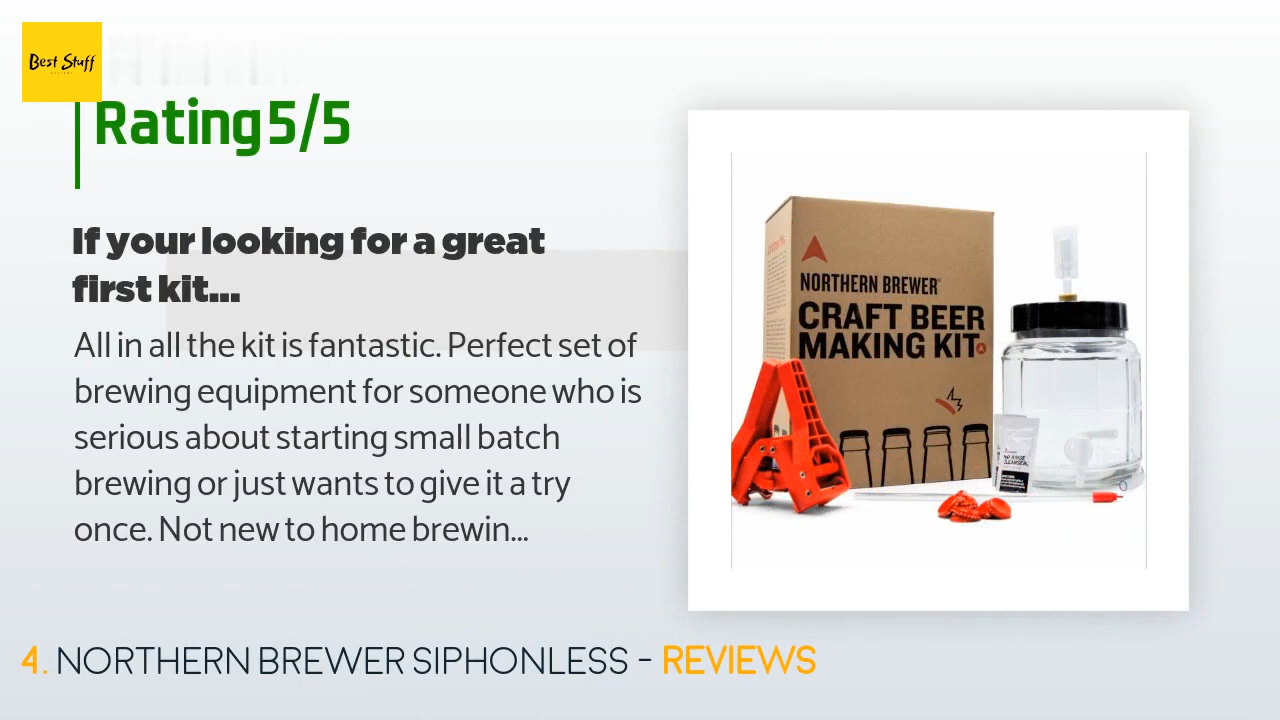 Best Stuff
Rating 5/5
If your looking for a great
first kit...
All in all the kit is fantastic. Perfect set of
brewing equipment for someone who is
serious about starting small batch
brewing or just wants to give it a try
once. Not new to home brewin...
NORTHERN BREWER
CRAFT BEER
MAKING KIT
4. NORTHERN BREWER SIPHONLESS - REVIEWS